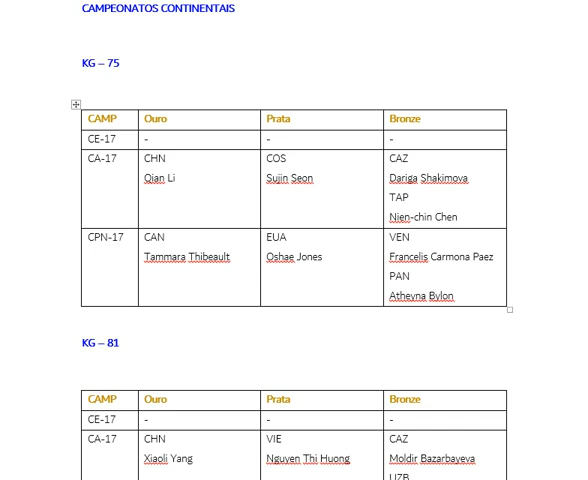 CAMPEONATOS CONTINENTAIS
KG – 75
CAMP Ouro Prata Bronze
CE-17 - - -
CA-17 CHN COS CAZ
Qian Li Sujin Seon Dariga Shakimova
TAP
Nien-chin Chen
CPN-17 CAN EUA VEN
Tammara Thibeault Oshae Jones Francelis Carmona Paez
PAN
Atheyna Bylon
KG – 81
CAMP Ouro Prata Bronze
CE-17 - - -
CA-17 CHN VIE CAZ
Xiaoli Yang Nguyen Thi Huong Moldir Bazarbayeva
UZB